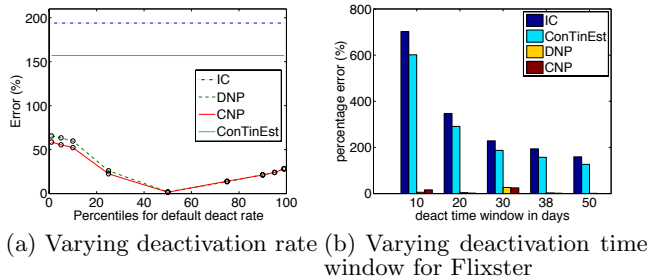 200
150
100
50
0
Error (%)
IC
DNP
CNP
ConTinEst
0 20 40 60 80 100
Percentiles for default deact rate
(a) Varying deactivation rate
800
600
400
200
0
percentage error (%)
IC
ConTinEst
DNP
CNP
10 20 30 38 50
deact time window in days
(b) Varying deactivation time
window for Flixster